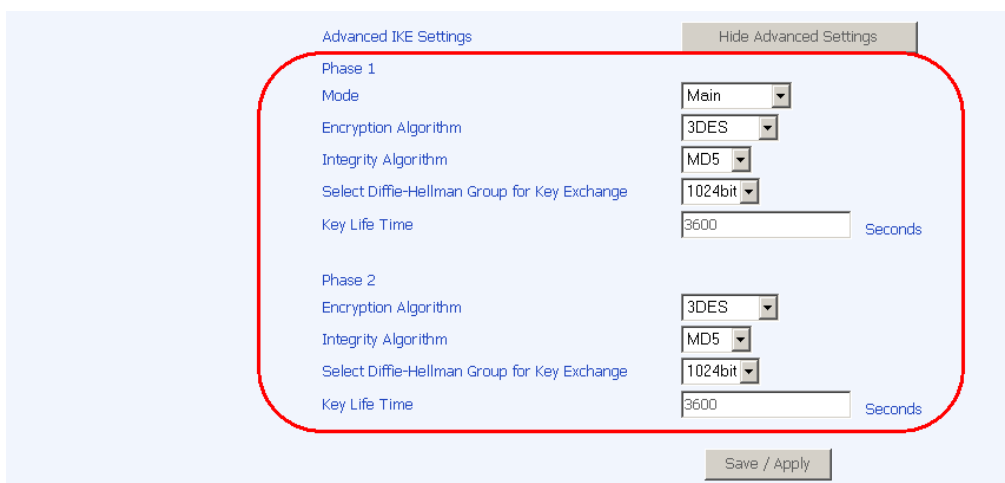 Advanced IKE Settings Hide Advanced Settings
Phase 1
Mode Main
Encryption Algorithm 3DES
Integrity Algorithm MD5
Select Diffie-Hellman Group for Key Exchange 1024bit
Key Life Time 3600 Seconds
Phase 2
Encryption Algorithm 3DES
Integrity Algorithm MD5
Select Diffie-Hellman Group for Key Exchange 1024bit
Key Life Time 3600 Seconds
Save / Apply